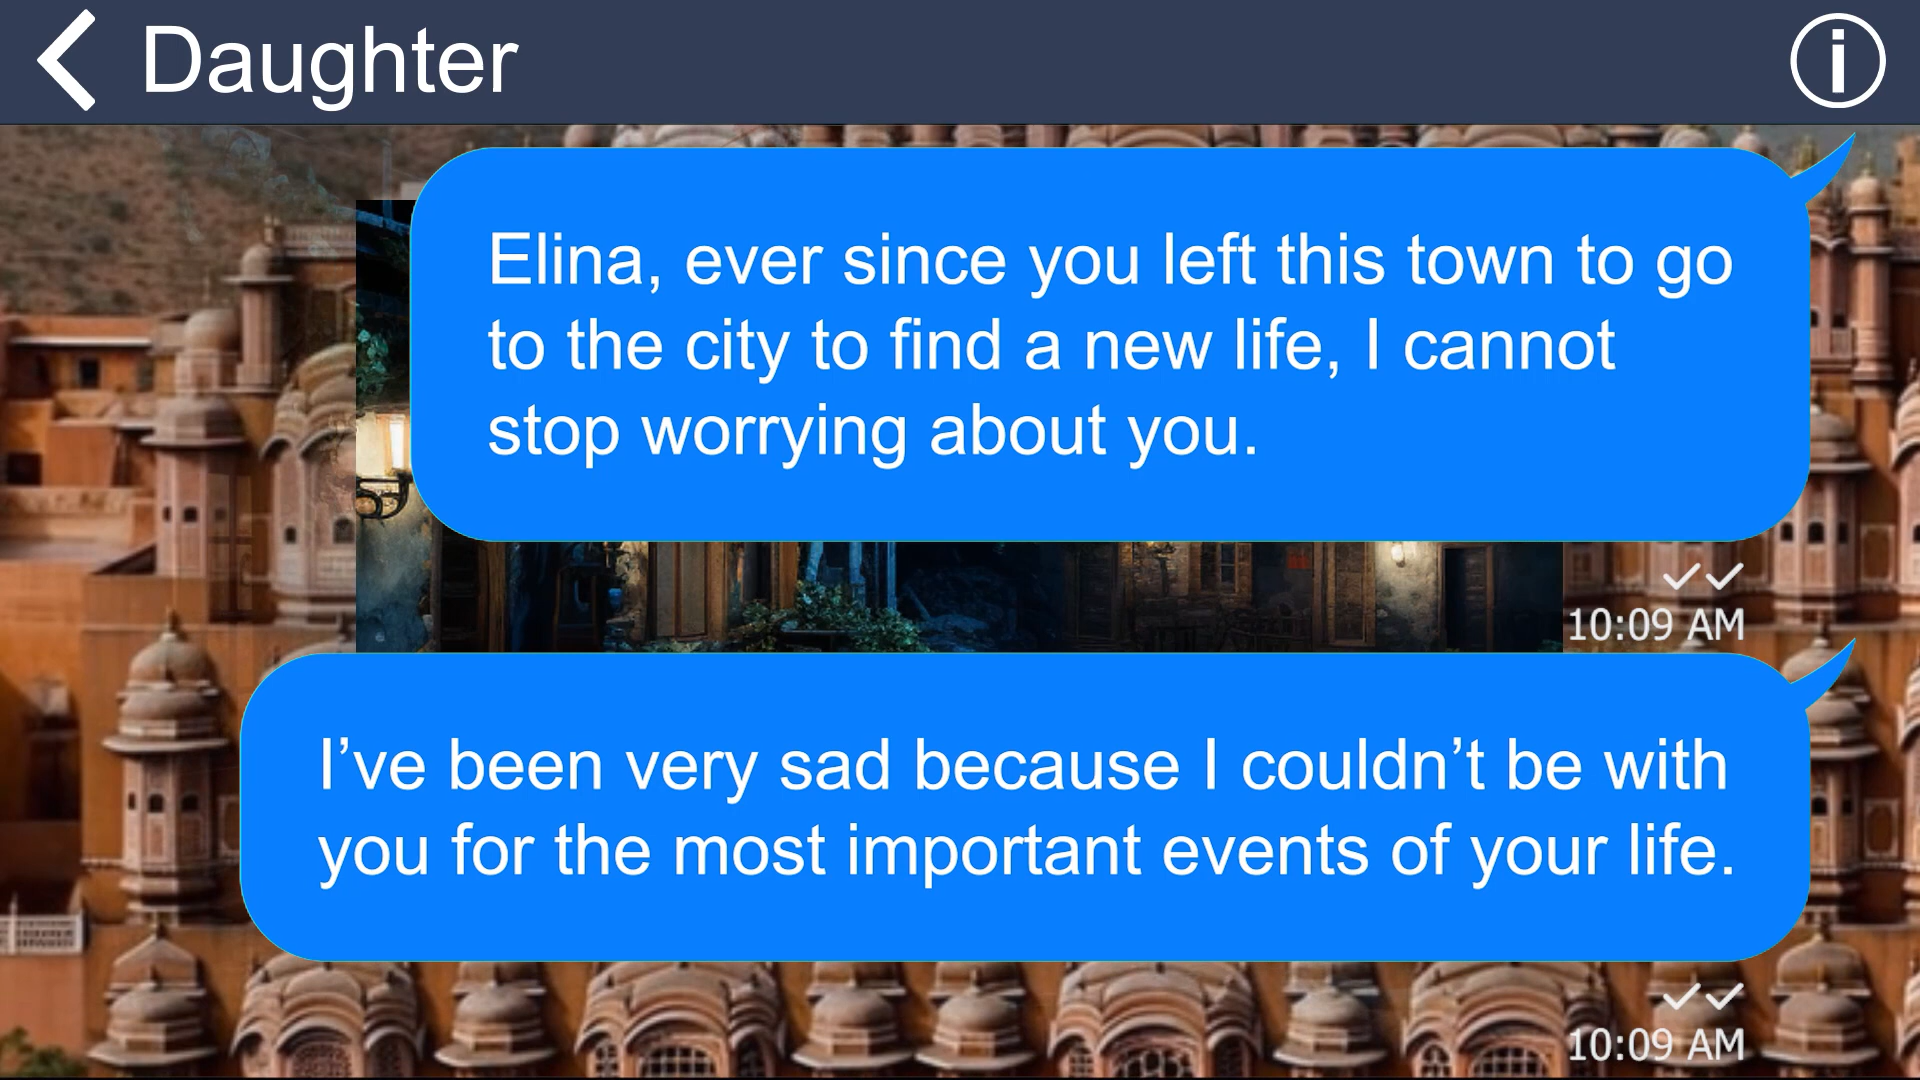 Daughter
Elina, ever since you left this town to go
to the city to find a new life, I cannot
stop worrying about you.
10:09 AM
I’ve been very sad because I couldn’t be with
you for the most important events of your life.
10:09 AM